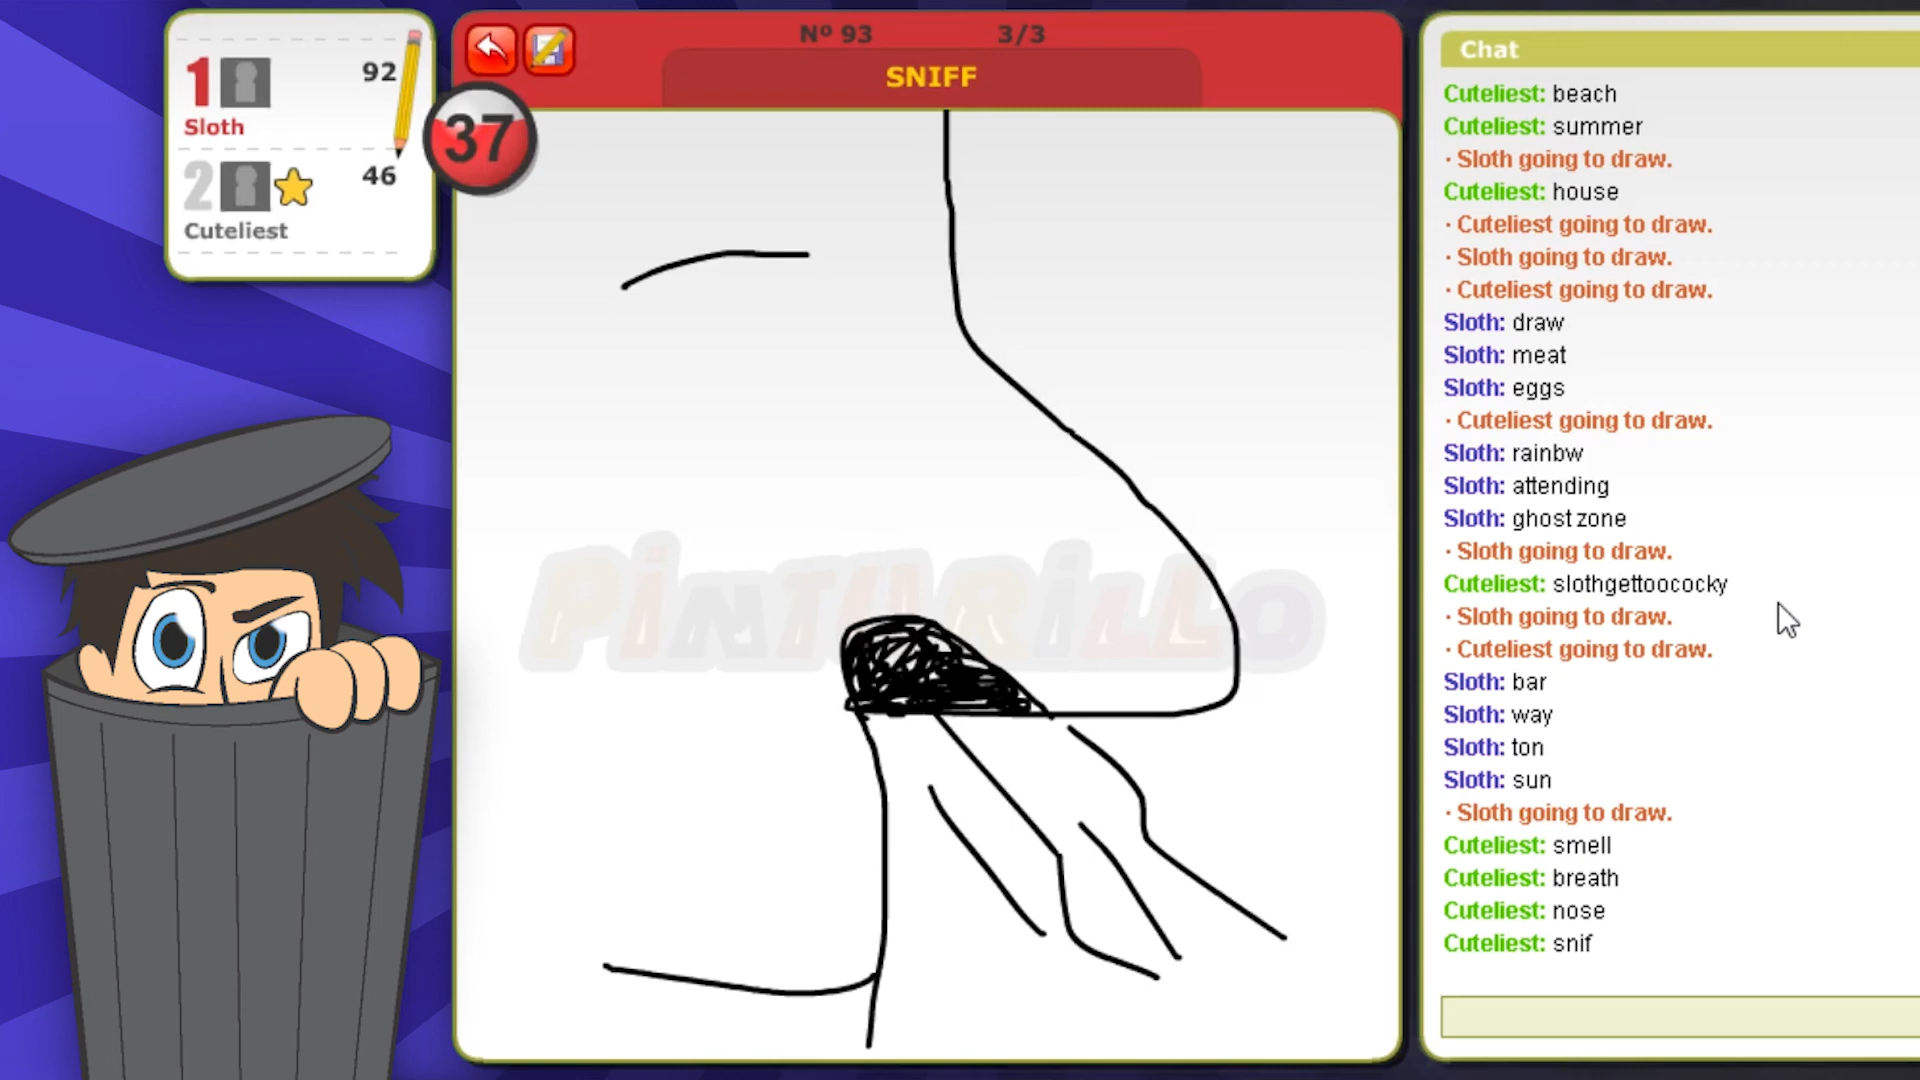 1
92
Sloth
2
46
Cuteliest
37
Nº 93
3/3
SNIFF
PiNTURiLLO
Chat
Cuteliest: beach
Cuteliest: summer
· Sloth going to draw.
Cuteliest: house
· Cuteliest going to draw.
· Sloth going to draw.
· Cuteliest going to draw.
Sloth: draw
Sloth: meat
Sloth: eggs
· Cuteliest going to draw.
Sloth: rainbw
Sloth: attending
Sloth: ghost zone
· Sloth going to draw.
Cuteliest: slothgettoococky
· Sloth going to draw.
· Cuteliest going to draw.
Sloth: bar
Sloth: way
Sloth: ton
Sloth: sun
· Sloth going to draw.
Cuteliest: smell
Cuteliest: breath
Cuteliest: nose
Cuteliest: snif